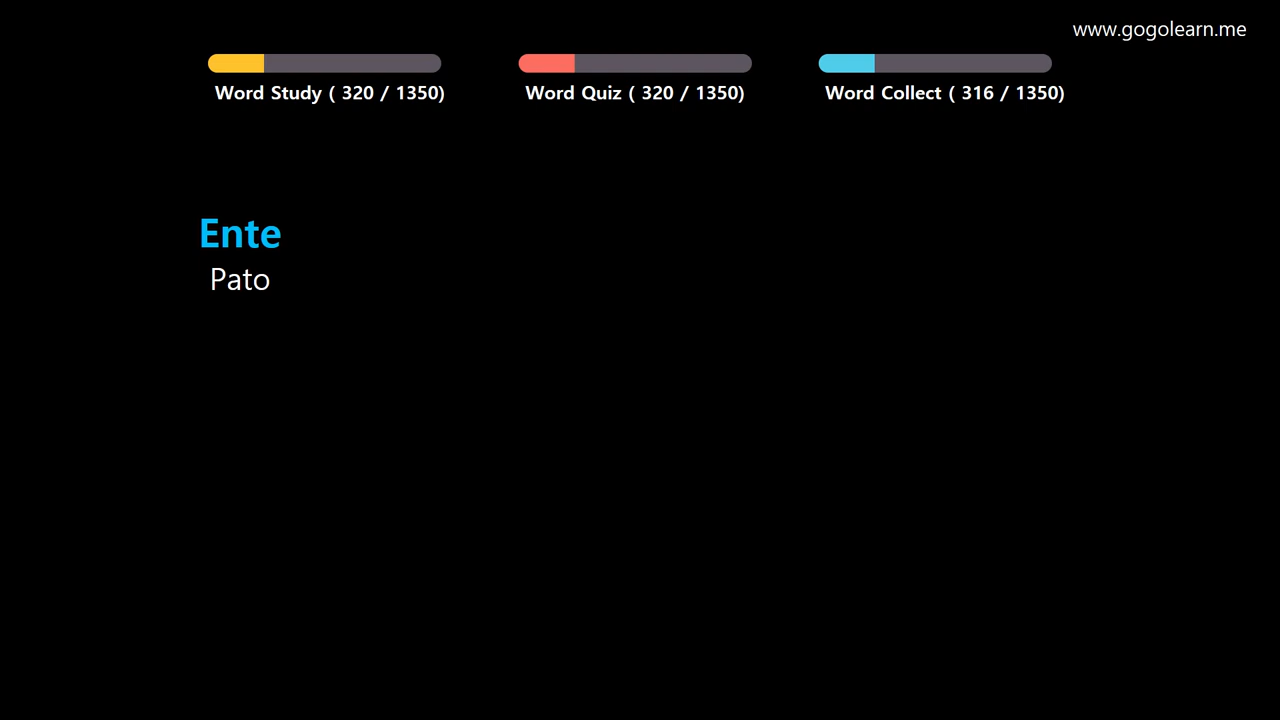 www.gogolearn.me
Word Study ( 320 / 1350)
Word Quiz ( 320 / 1350)
Word Collect ( 316 / 1350)
Ente
Pato